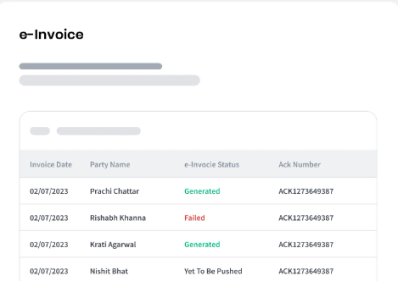 e-Invoice
Invoice Date Party Name e-Invocie Status Ack Number
02/07/2023 Prachi Chattar Generated ACK1273649387
02/07/2023 Rishabh Khanna Failed ACK1273649387
02/07/2023 Krati Agarwal Generated ACK1273649387
02/07/2023 Nishit Bhat Yet To Be Pushed ACK1273649387